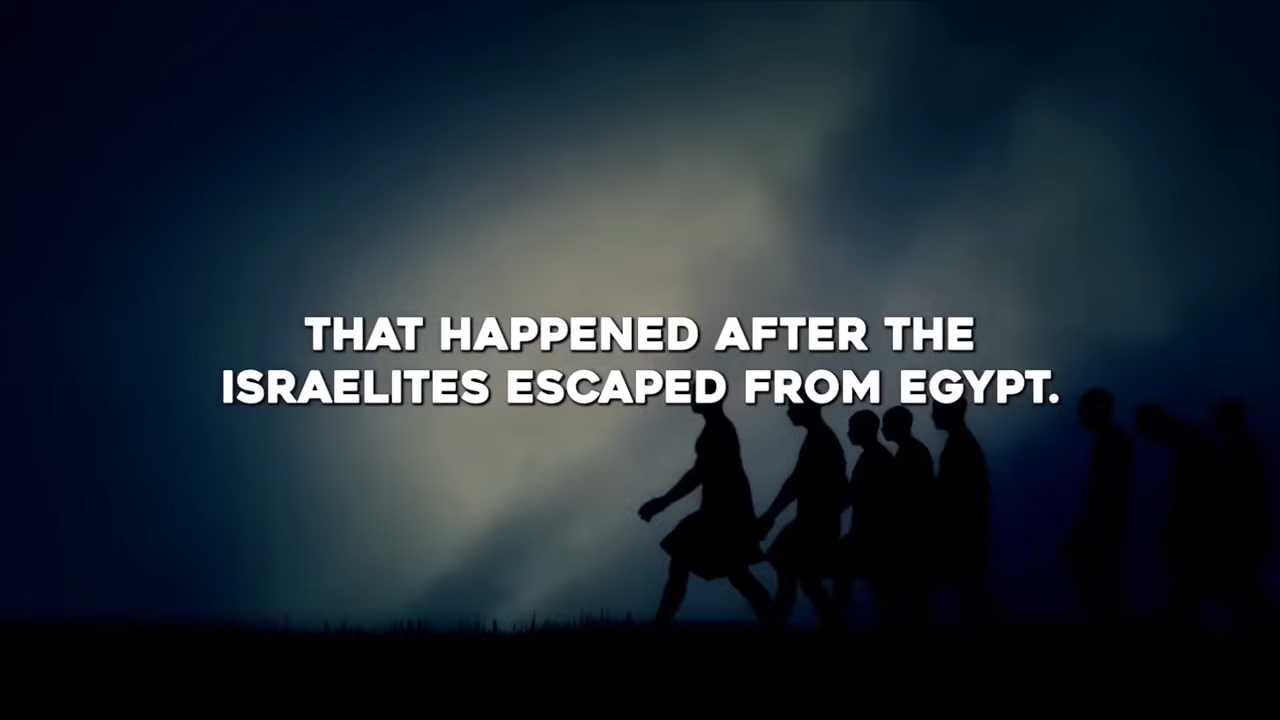 THAT HAPPENED AFTER THE
ISRAELITES ESCAPED FROM EGYPT.